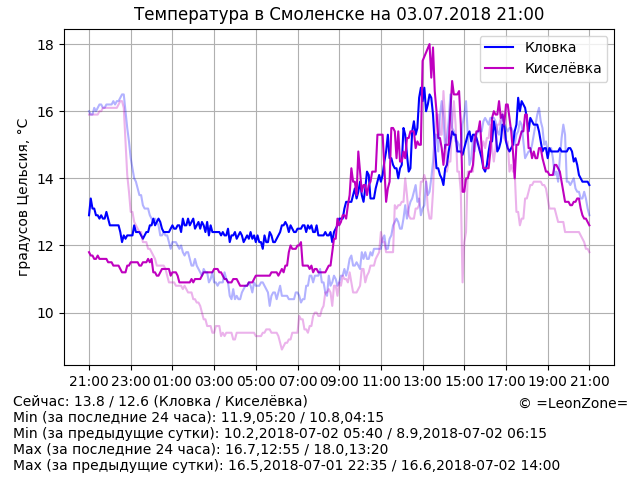 Температура в Смоленске на 03.07.2018 21:00
градусов Цельсия, °C
18
16
14
12
10
Кловка
Киселёвка
21:00 23:00 01:00 03:00 05:00 07:00 09:00 11:00 13:00 15:00 17:00 19:00 21:00
Сейчас: 13.8 / 12.6 (Кловка / Киселёвка)
© =LeonZone=
Min (за последние 24 часа): 11.9,05:20 / 10.8,04:15
Min (за предыдущие сутки): 10.2,2018-07-02 05:40 / 8.9,2018-07-02 06:15
Max (за последние 24 часа): 16.7,12:55 / 18.0,13:20
Max (за предыдущие сутки): 16.5,2018-07-01 22:35 / 16.6,2018-07-02 14:00